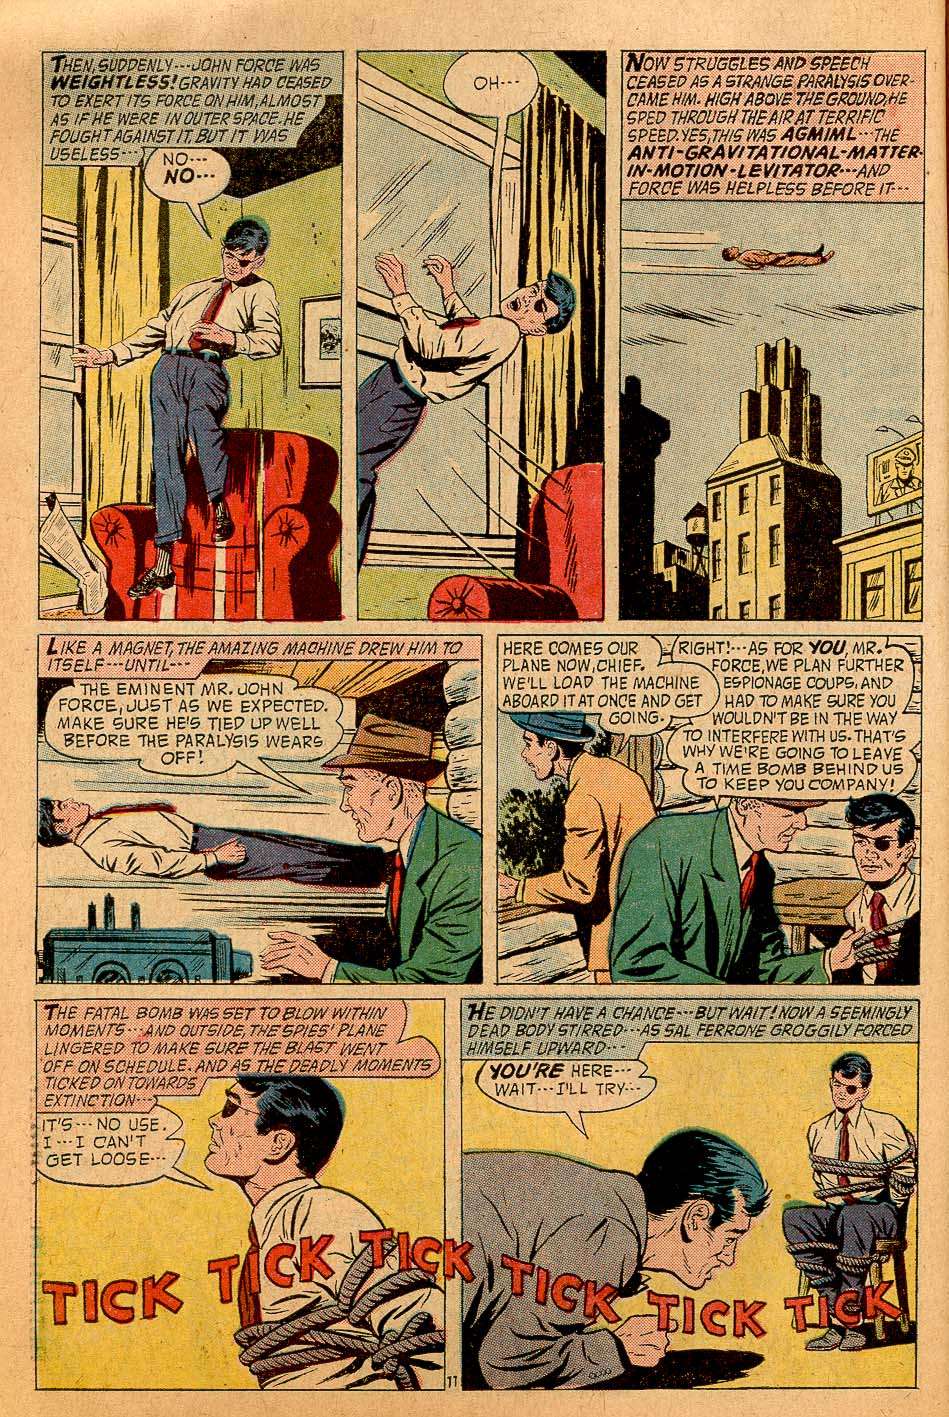 THEN, SUDDENLY---JOHN FORCE WAS
WEIGHTLESS! GRAVITY HAD CEASED
TO EXERT ITS FORCE ON HIM, ALMOST
AS IF HE WERE IN OUTER SPACE. HE
FOUGHT AGAINST IT, BUT IT WAS
USELESS---
NO---
NO---
OH---
NOW STRUGGLES AND SPEECH
CEASED AS A STRANGE PARALYSIS OVER-
CAME HIM. HIGH ABOVE THE GROUND, HE
SPED THROUGH THE AIR AT TERRIFIC
SPEED. YES, THIS WAS AGMIML---THE
ANTI-GRAVITATIONAL-MATTER-
IN-MOTION-LEVITATOR---AND
FORCE WAS HELPLESS BEFORE IT---
LIKE A MAGNET, THE AMAZING MACHINE DREW HIM TO
ITSELF---UNTIL---
THE EMINENT MR. JOHN
FORCE, JUST AS WE EXPECTED.
MAKE SURE HE'S TIED UP WELL
BEFORE THE PARALYSIS WEARS
OFF!
HERE COMES OUR
PLANE NOW, CHIEF.
WE'LL LOAD THE MACHINE
ABOARD IT AT ONCE AND GET
GOING.
RIGHT!---AS FOR YOU, MR.
FORCE, WE PLAN FURTHER
ESPIONAGE COUPS, AND
HAD TO MAKE SURE YOU
WOULDN'T BE IN THE WAY
TO INTERFERE WITH US. THAT'S
WHY WE'RE GOING TO LEAVE
A TIME BOMB BEHIND US
TO KEEP YOU COMPANY!
THE FATAL BOMB WAS SET TO BLOW WITHIN
MOMENTS---AND OUTSIDE, THE SPIES' PLANE
LINGERED TO MAKE SURE THE BLAST WENT
OFF ON SCHEDULE. AND AS THE DEADLY MOMENTS
TICKED ON TOWARDS
EXTINCTION---
IT'S---NO USE.
I---I CAN'T
GET LOOSE---
TICK TICK TICK
HE DIDN'T HAVE A CHANCE---BUT WAIT! NOW A SEEMINGLY
DEAD BODY STIRRED---AS SAL FERRONE GROGGILY FORCED
HIMSELF UPWARD---
YOU'RE HERE---
WAIT---I'LL TRY---
TICK TICK TICK
11